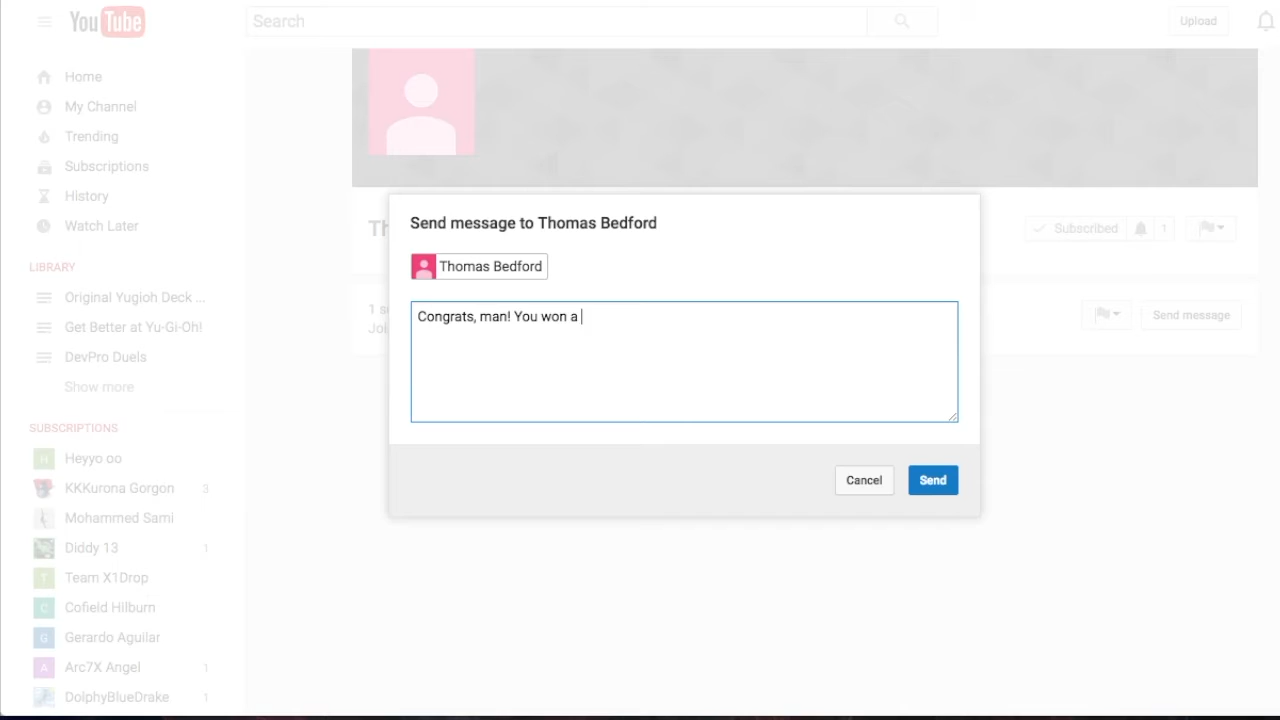 YouTube
Search
Upload
Home
My Channel
Trending
Subscriptions
History
Watch Later
LIBRARY
Original Yugioh Deck ...
Get Better at Yu-Gi-Oh!
DevPro Duels
Show more
SUBSCRIPTIONS
Heyyo oo
KKKurona Gorgon 3
Mohammed Sami
Diddy 13 1
Team X1Drop
Cofield Hilburn
Gerardo Aguilar
Arc7X Angel 1
DolphyBlueDrake 1
Th
Subscribed 1
1 s
Joi
Send message
Send message to Thomas Bedford
Thomas Bedford
Congrats, man! You won a
Cancel Send
H
T
C
G
A